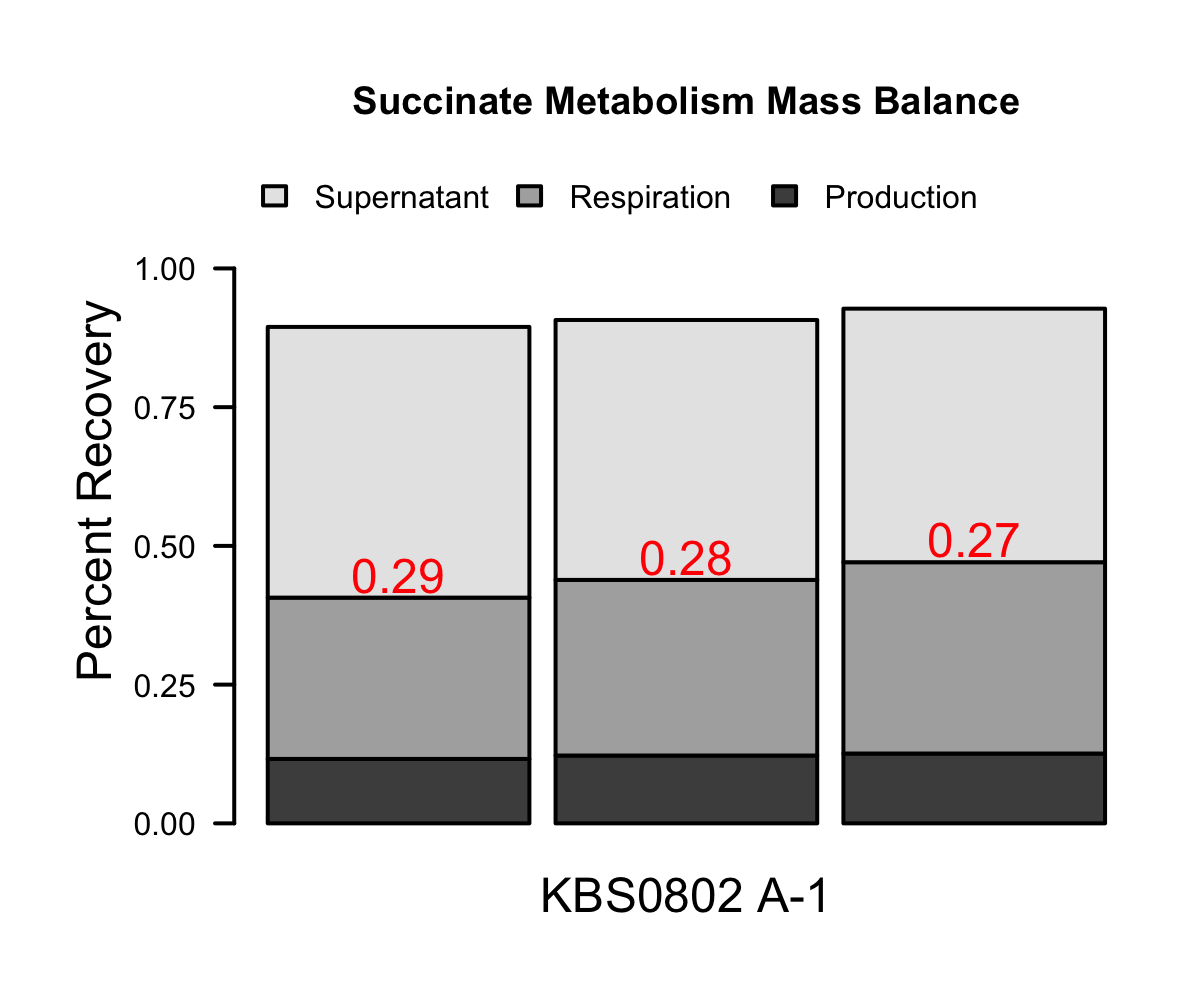 Succinate Metabolism Mass Balance
Supernatant Respiration Production
Percent Recovery
1.00
0.75
0.50
0.25
0.00
0.29
0.28
0.27
KBS0802 A-1